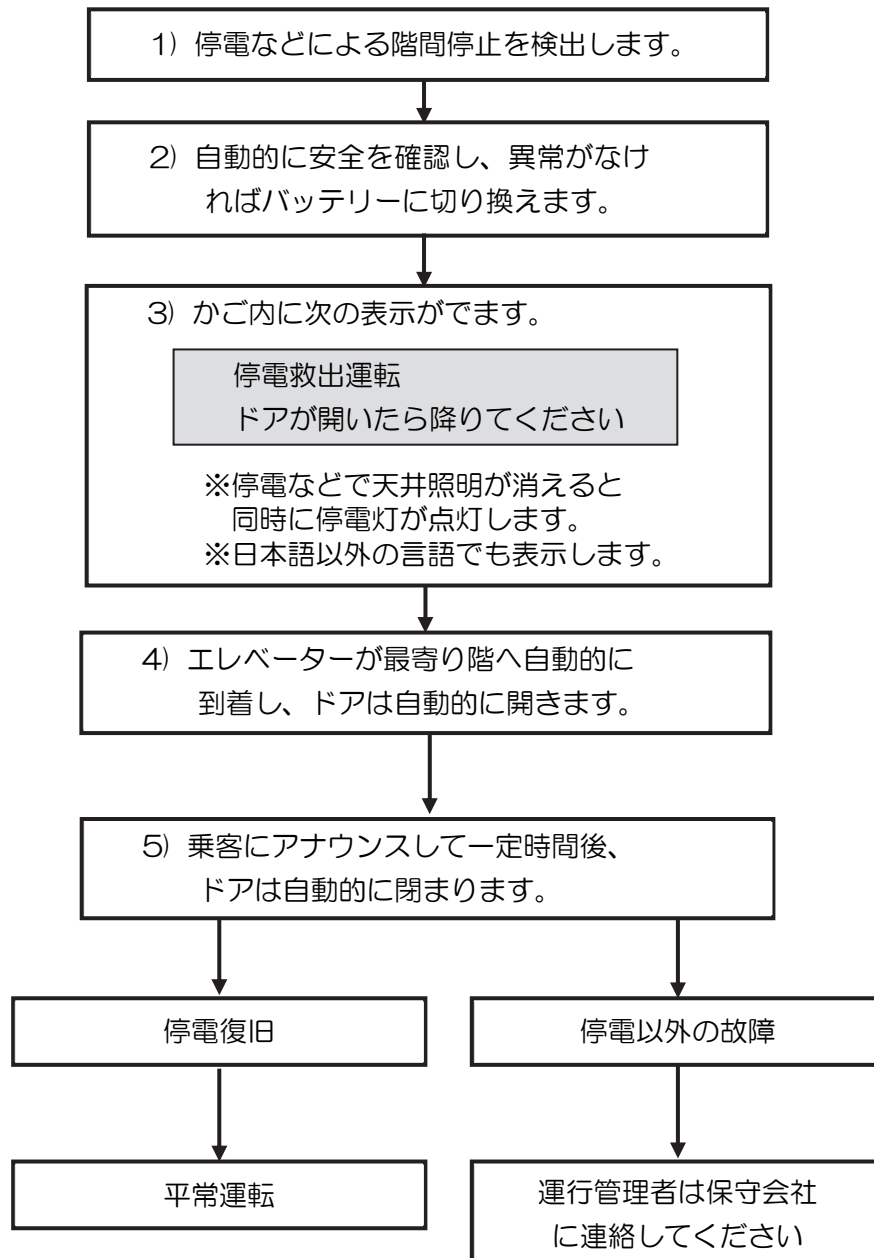 1) 停電などによる階間停止を検出します。
2) 自動的に安全を確認し、異常がなけ
ればバッテリーに切り換えます。
3) かご内に次の表示がでます。
停電救出運転
ドアが開いたら降りてください
※停電などで天井照明が消えると
同時に停電灯が点灯します。
※日本語以外の言語でも表示します。
4) エレベーターが最寄り階へ自動的に
到着し、ドアは自動的に開きます。
5) 乗客にアナウンスして一定時間後、
ドアは自動的に閉まります。
停電復旧
停電以外の故障
平常運転
運行管理者は保守会社
に連絡してください